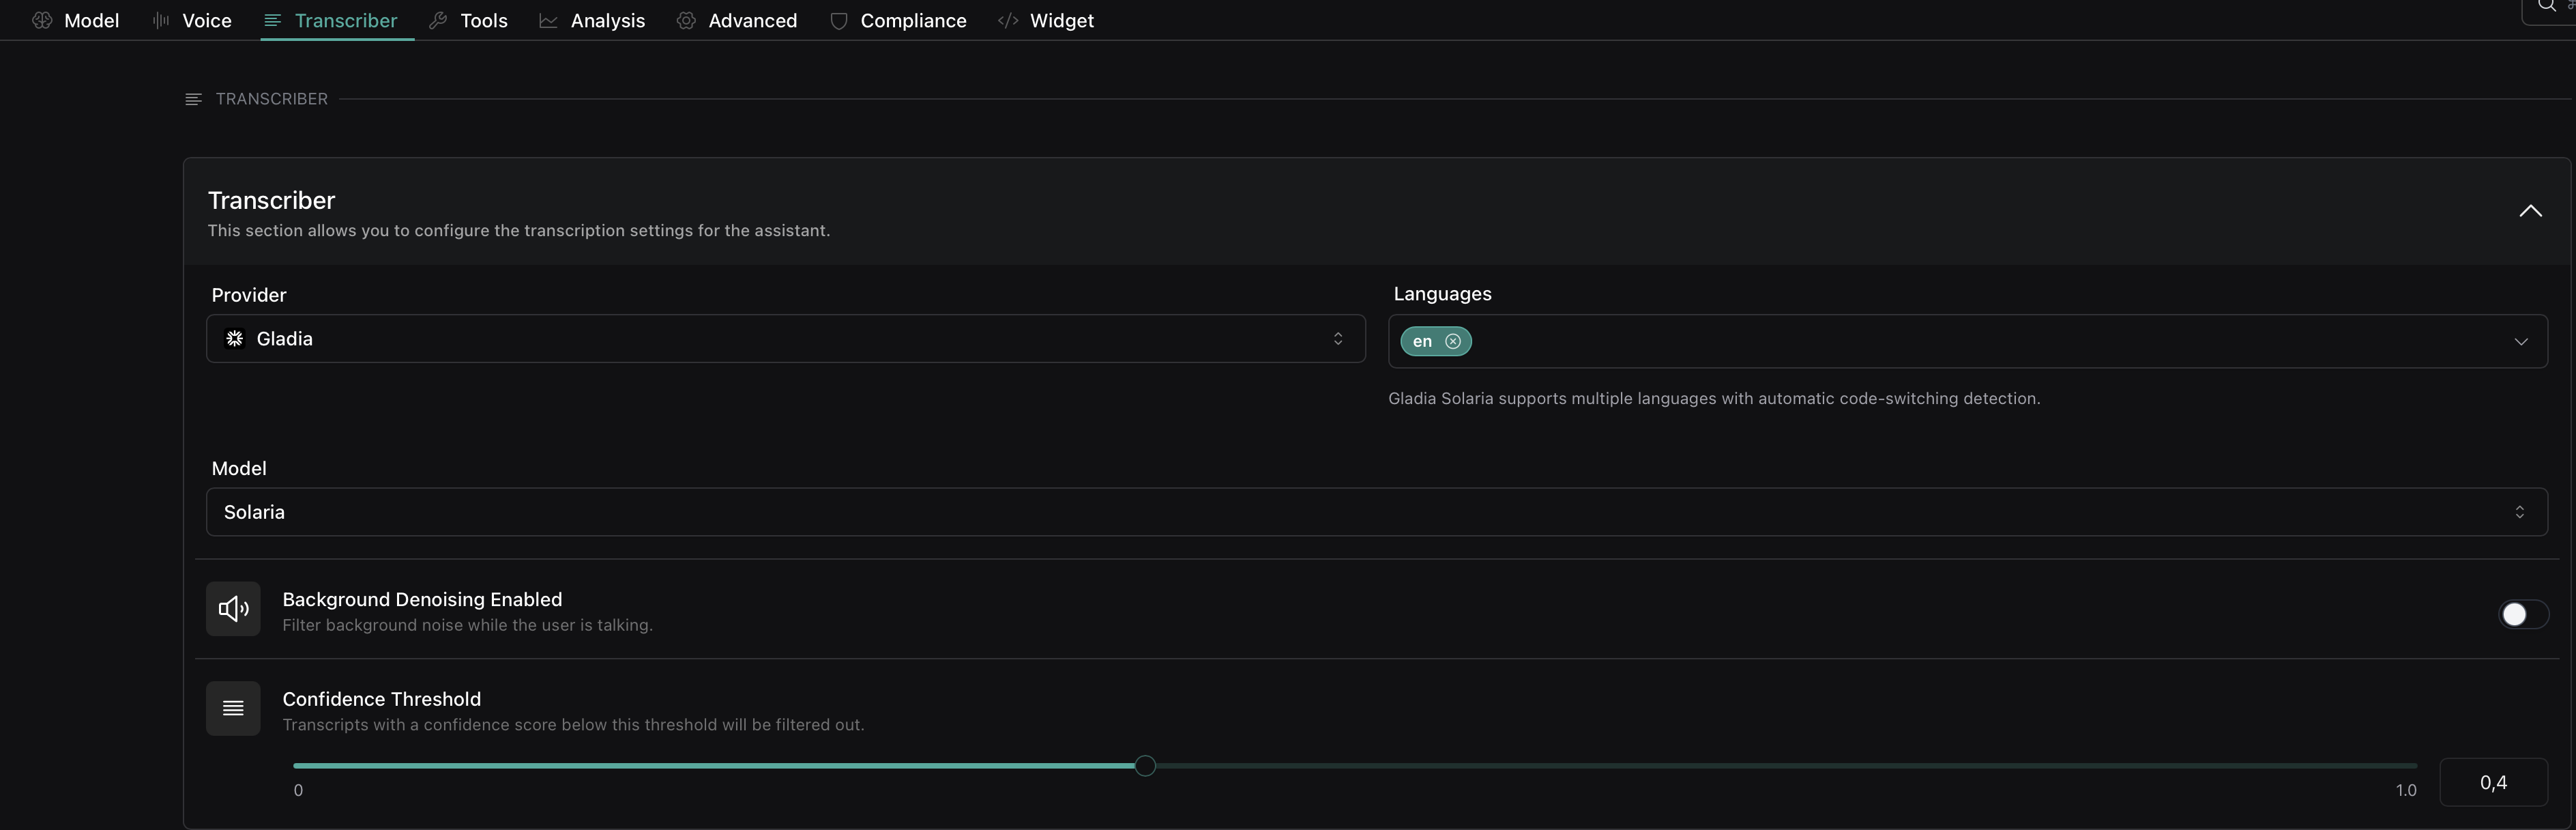 Model Voice Transcriber Tools Analysis Advanced Compliance Widget
TRANSCRIBER
Transcriber
This section allows you to configure the transcription settings for the assistant.
Provider
Gladia
Languages
en
Gladia Solaria supports multiple languages with automatic code-switching detection.
Model
Solaria
Background Denoising Enabled
Filter background noise while the user is talking.
Confidence Threshold
Transcripts with a confidence score below this threshold will be filtered out.
0 1.0 0,4